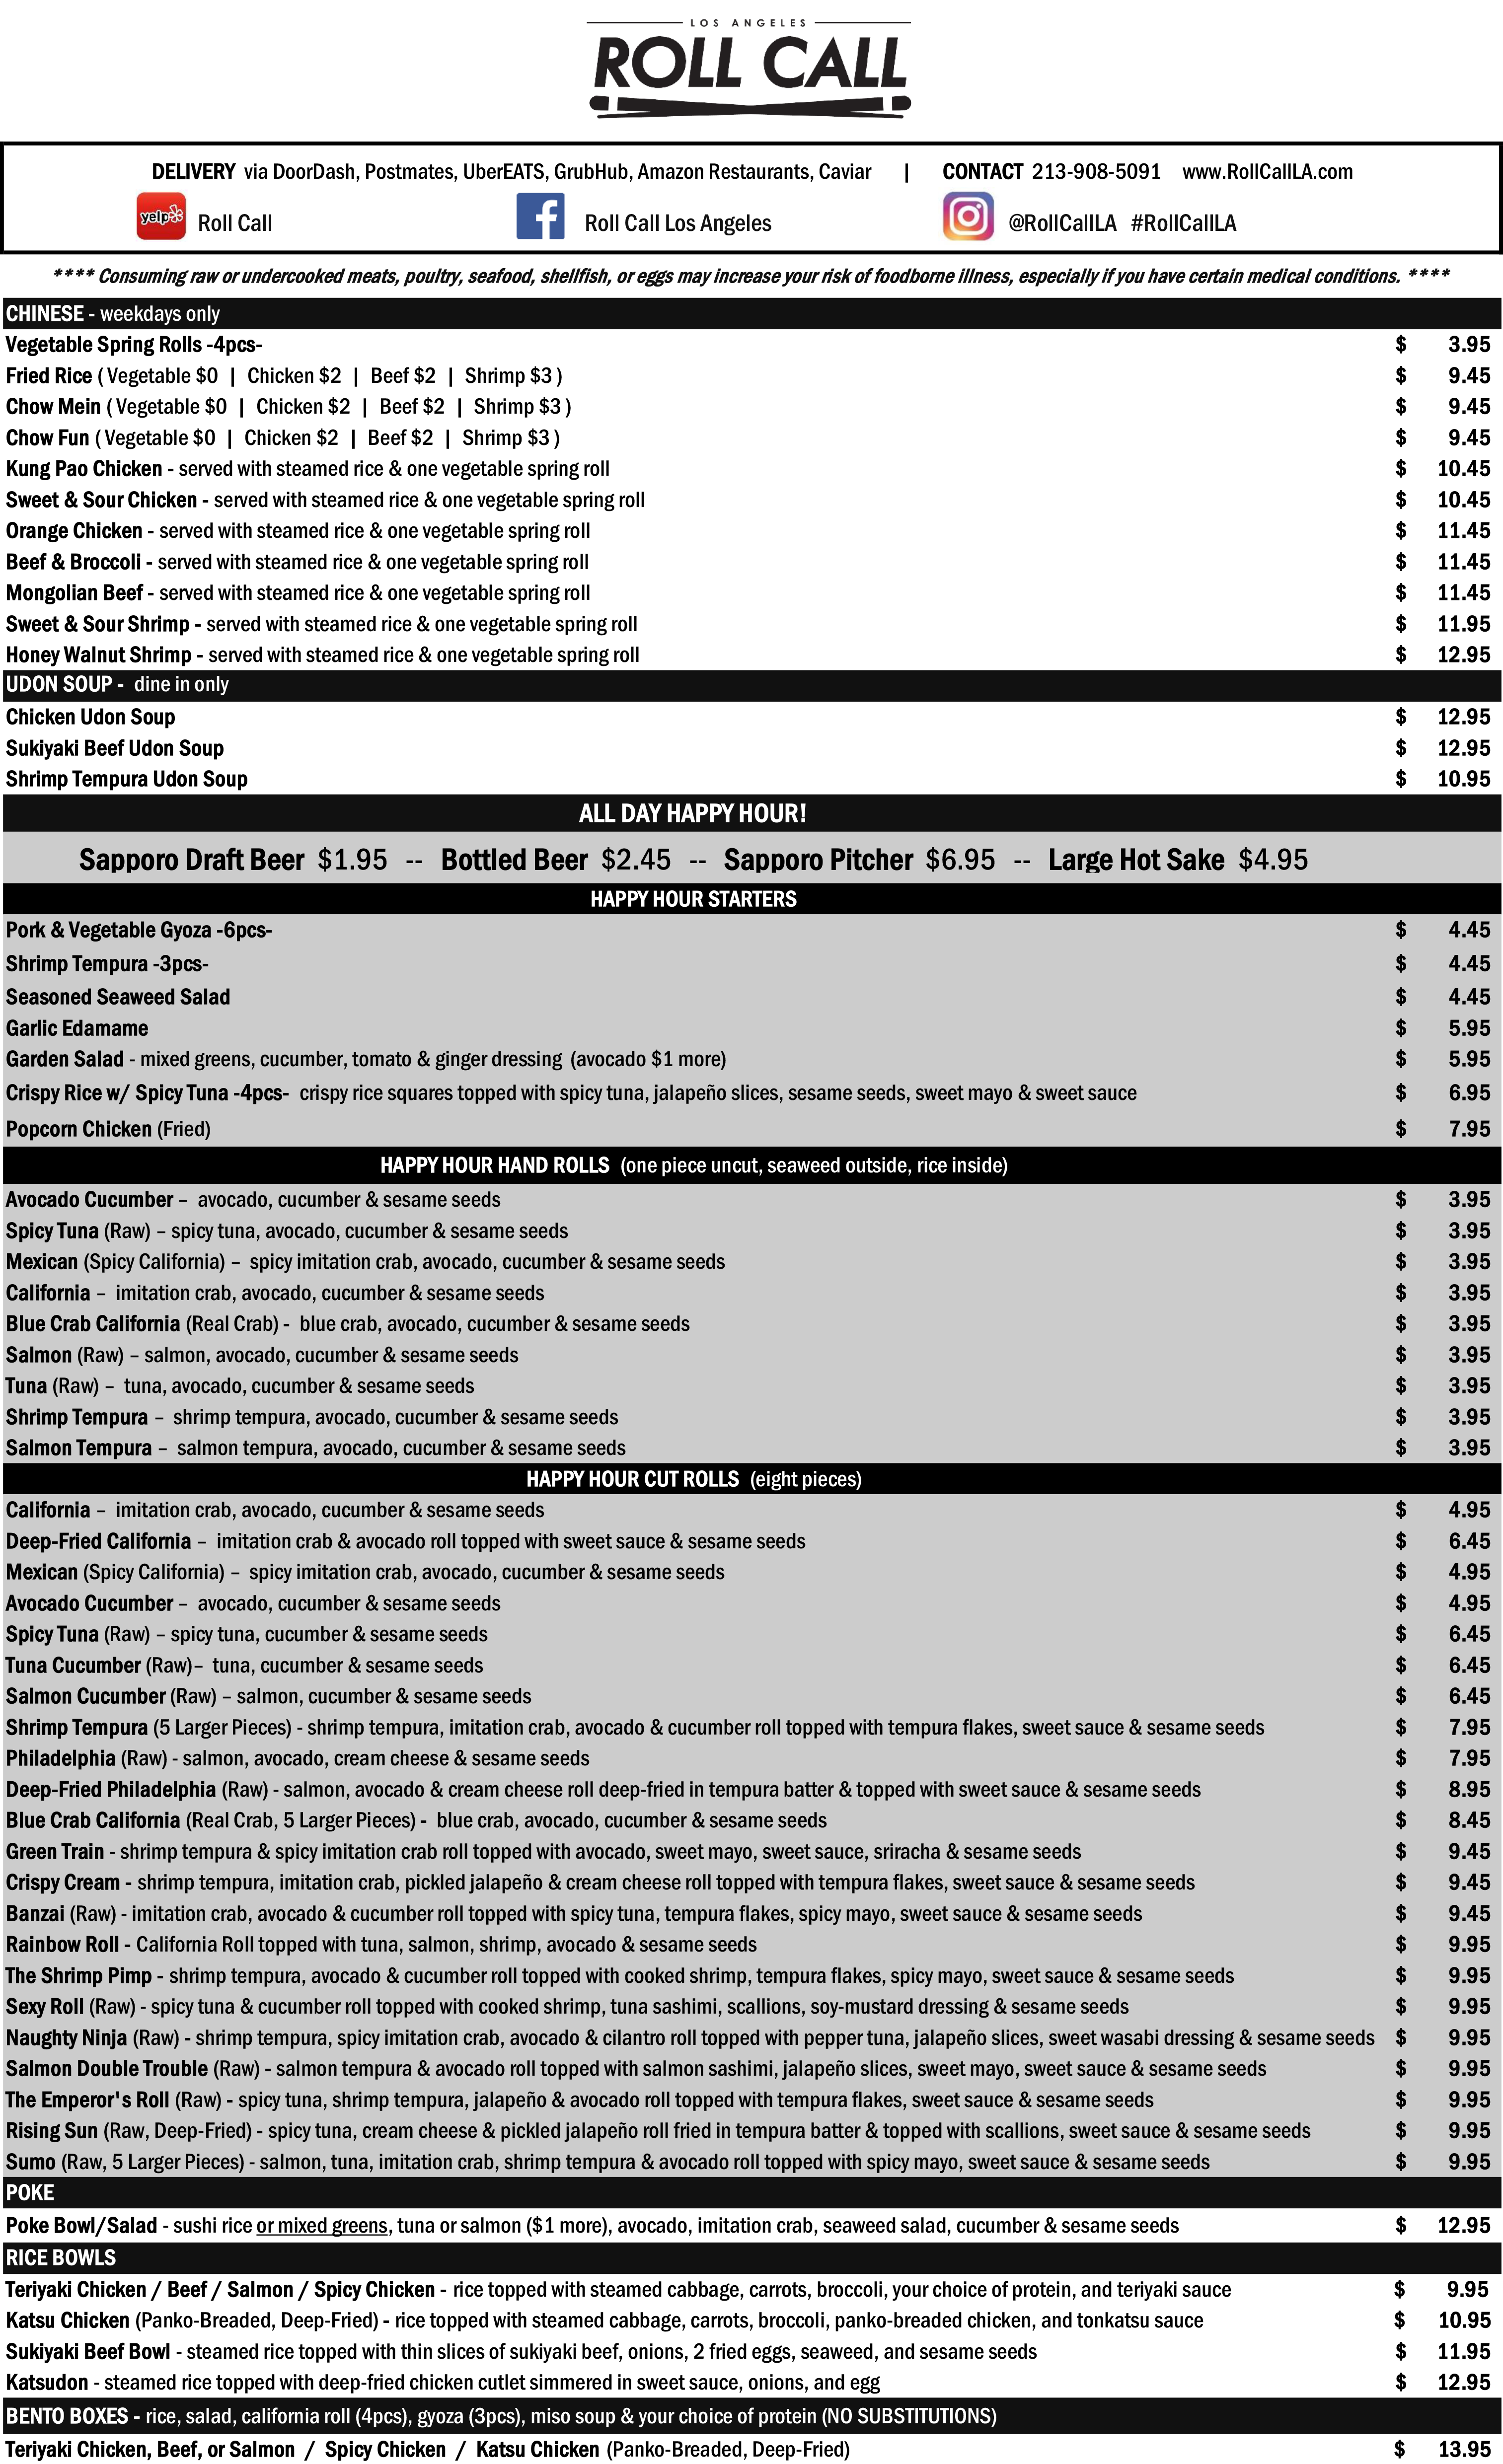 LOS ANGELES
ROLL CALL
DELIVERY via DoorDash, Postmates, UberEATS, GrubHub, Amazon Restaurants, Caviar | CONTACT 213-908-5091 www.RollCallLA.com
yelp Roll Call f Roll Call Los Angeles @RollCallLA #RollCallLA
**** Consuming raw or undercooked meats, poultry, seafood, shellfish, or eggs may increase your risk of foodborne illness, especially if you have certain medical conditions. ****
CHINESE - weekdays only
Vegetable Spring Rolls -4pcs- $ 3.95
Fried Rice ( Vegetable $0 | Chicken $2 | Beef $2 | Shrimp $3 ) $ 9.45
Chow Mein ( Vegetable $0 | Chicken $2 | Beef $2 | Shrimp $3 ) $ 9.45
Chow Fun ( Vegetable $0 | Chicken $2 | Beef $2 | Shrimp $3 ) $ 9.45
Kung Pao Chicken - served with steamed rice & one vegetable spring roll $ 10.45
Sweet & Sour Chicken - served with steamed rice & one vegetable spring roll $ 10.45
Orange Chicken - served with steamed rice & one vegetable spring roll $ 11.45
Beef & Broccoli - served with steamed rice & one vegetable spring roll $ 11.45
Mongolian Beef - served with steamed rice & one vegetable spring roll $ 11.45
Sweet & Sour Shrimp - served with steamed rice & one vegetable spring roll $ 11.95
Honey Walnut Shrimp - served with steamed rice & one vegetable spring roll $ 12.95
UDON SOUP - dine in only
Chicken Udon Soup $ 12.95
Sukiyaki Beef Udon Soup $ 12.95
Shrimp Tempura Udon Soup $ 10.95
ALL DAY HAPPY HOUR!
Sapporo Draft Beer $1.95 -- Bottled Beer $2.45 -- Sapporo Pitcher $6.95 -- Large Hot Sake $4.95
HAPPY HOUR STARTERS
Pork & Vegetable Gyoza -6pcs- $ 4.45
Shrimp Tempura -3pcs- $ 4.45
Seasoned Seaweed Salad $ 4.45
Garlic Edamame $ 5.95
Garden Salad - mixed greens, cucumber, tomato & ginger dressing (avocado $1 more) $ 5.95
Crispy Rice w/ Spicy Tuna -4pcs- crispy rice squares topped with spicy tuna, jalapeño slices, sesame seeds, sweet mayo & sweet sauce $ 6.95
Popcorn Chicken (Fried) $ 7.95
HAPPY HOUR HAND ROLLS (one piece uncut, seaweed outside, rice inside)
Avocado Cucumber – avocado, cucumber & sesame seeds $ 3.95
Spicy Tuna (Raw) – spicy tuna, avocado, cucumber & sesame seeds $ 3.95
Mexican (Spicy California) – spicy imitation crab, avocado, cucumber & sesame seeds $ 3.95
California – imitation crab, avocado, cucumber & sesame seeds $ 3.95
Blue Crab California (Real Crab) - blue crab, avocado, cucumber & sesame seeds $ 3.95
Salmon (Raw) – salmon, avocado, cucumber & sesame seeds $ 3.95
Tuna (Raw) – tuna, avocado, cucumber & sesame seeds $ 3.95
Shrimp Tempura – shrimp tempura, avocado, cucumber & sesame seeds $ 3.95
Salmon Tempura – salmon tempura, avocado, cucumber & sesame seeds $ 3.95
HAPPY HOUR CUT ROLLS (eight pieces)
California – imitation crab, avocado, cucumber & sesame seeds $ 4.95
Deep-Fried California – imitation crab & avocado roll topped with sweet sauce & sesame seeds $ 6.45
Mexican (Spicy California) – spicy imitation crab, avocado, cucumber & sesame seeds $ 4.95
Avocado Cucumber – avocado, cucumber & sesame seeds $ 4.95
Spicy Tuna (Raw) – spicy tuna, cucumber & sesame seeds $ 6.45
Tuna Cucumber (Raw)– tuna, cucumber & sesame seeds $ 6.45
Salmon Cucumber (Raw) – salmon, cucumber & sesame seeds $ 6.45
Shrimp Tempura (5 Larger Pieces) - shrimp tempura, imitation crab, avocado & cucumber roll topped with tempura flakes, sweet sauce & sesame seeds $ 7.95
Philadelphia (Raw) - salmon, avocado, cream cheese & sesame seeds $ 7.95
Deep-Fried Philadelphia (Raw) - salmon, avocado & cream cheese roll deep-fried in tempura batter & topped with sweet sauce & sesame seeds $ 8.95
Blue Crab California (Real Crab, 5 Larger Pieces) - blue crab, avocado, cucumber & sesame seeds $ 8.45
Green Train - shrimp tempura & spicy imitation crab roll topped with avocado, sweet mayo, sweet sauce, sriracha & sesame seeds $ 9.45
Crispy Cream - shrimp tempura, imitation crab, pickled jalapeño & cream cheese roll topped with tempura flakes, sweet sauce & sesame seeds $ 9.45
Banzai (Raw) - imitation crab, avocado & cucumber roll topped with spicy tuna, tempura flakes, spicy mayo, sweet sauce & sesame seeds $ 9.45
Rainbow Roll - California Roll topped with tuna, salmon, shrimp, avocado & sesame seeds $ 9.95
The Shrimp Pimp - shrimp tempura, avocado & cucumber roll topped with cooked shrimp, tempura flakes, spicy mayo, sweet sauce & sesame seeds $ 9.95
Sexy Roll (Raw) - spicy tuna & cucumber roll topped with cooked shrimp, tuna sashimi, scallions, soy-mustard dressing & sesame seeds $ 9.95
Naughty Ninja (Raw) - shrimp tempura, spicy imitation crab, avocado & cilantro roll topped with pepper tuna, jalapeño slices, sweet wasabi dressing & sesame seeds $ 9.95
Salmon Double Trouble (Raw) - salmon tempura & avocado roll topped with salmon sashimi, jalapeño slices, sweet mayo, sweet sauce & sesame seeds $ 9.95
The Emperor's Roll (Raw) - spicy tuna, shrimp tempura, jalapeño & avocado roll topped with tempura flakes, sweet sauce & sesame seeds $ 9.95
Rising Sun (Raw, Deep-Fried) - spicy tuna, cream cheese & pickled jalapeño roll fried in tempura batter & topped with scallions, sweet sauce & sesame seeds $ 9.95
Sumo (Raw, 5 Larger Pieces) - salmon, tuna, imitation crab, shrimp tempura & avocado roll topped with spicy mayo, sweet sauce & sesame seeds $ 9.95
POKE
Poke Bowl/Salad - sushi rice or mixed greens, tuna or salmon ($1 more), avocado, imitation crab, seaweed salad, cucumber & sesame seeds $ 12.95
RICE BOWLS
Teriyaki Chicken / Beef / Salmon / Spicy Chicken - rice topped with steamed cabbage, carrots, broccoli, your choice of protein, and teriyaki sauce $ 9.95
Katsu Chicken (Panko-Breaded, Deep-Fried) - rice topped with steamed cabbage, carrots, broccoli, panko-breaded chicken, and tonkatsu sauce $ 10.95
Sukiyaki Beef Bowl - steamed rice topped with thin slices of sukiyaki beef, onions, 2 fried eggs, seaweed, and sesame seeds $ 11.95
Katsudon - steamed rice topped with deep-fried chicken cutlet simmered in sweet sauce, onions, and egg $ 12.95
BENTO BOXES - rice, salad, california roll (4pcs), gyoza (3pcs), miso soup & your choice of protein (NO SUBSTITUTIONS)
Teriyaki Chicken, Beef, or Salmon / Spicy Chicken / Katsu Chicken (Panko-Breaded, Deep-Fried) $ 13.95